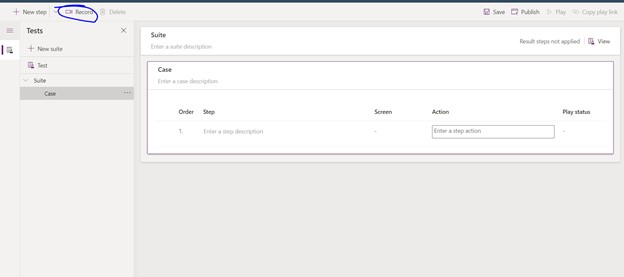 New step
Record
Delete
Save
Publish
Play
Copy play link
Tests
New suite
Test
Suite
Case
Suite
Enter a suite description
Result steps not applied
View
Case
Enter a case description
Order Step Screen Action Play status
1. Enter a step description - Enter a step action -